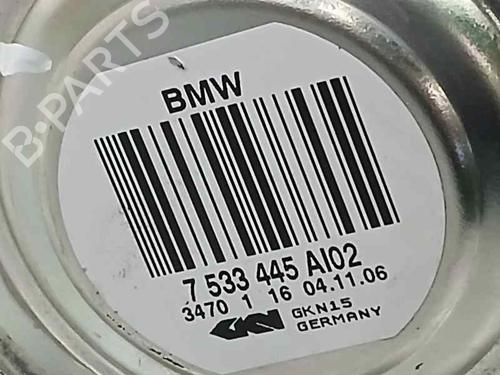 B-PARTS
BMW
7 533 445 AI02
3470 1 16 04.11.06
GKN GKN15
GERMANY